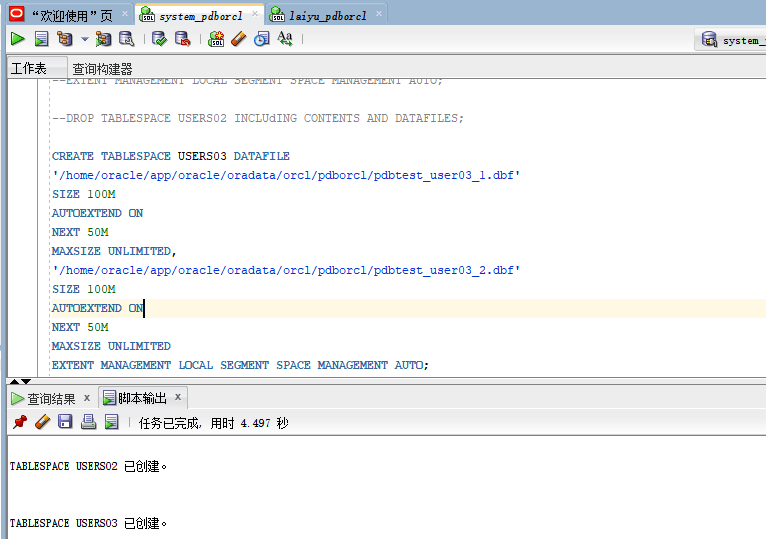 “欢迎使用”页 system_pdborcl laiyu_pdborcl
工作表 查询构建器
--EXTENT MANAGEMENT LOCAL SEGMENT SPACE MANAGEMENT AUTO;
--DROP TABLESPACE USERS02 INCLUdING CONTENTS AND DATAFILES;
CREATE TABLESPACE USERS03 DATAFILE
'/home/oracle/app/oracle/oradata/orcl/pdborcl/pdbtest_user03_1.dbf'
SIZE 100M
AUTOEXTEND ON
NEXT 50M
MAXSIZE UNLIMITED,
'/home/oracle/app/oracle/oradata/orcl/pdborcl/pdbtest_user03_2.dbf'
SIZE 100M
AUTOEXTEND ON
NEXT 50M
MAXSIZE UNLIMITED
EXTENT MANAGEMENT LOCAL SEGMENT SPACE MANAGEMENT AUTO;
查询结果 x 脚本输出 x
任务已完成, 用时 4.497 秒
TABLESPACE USERS02 已创建。
TABLESPACE USERS03 已创建。